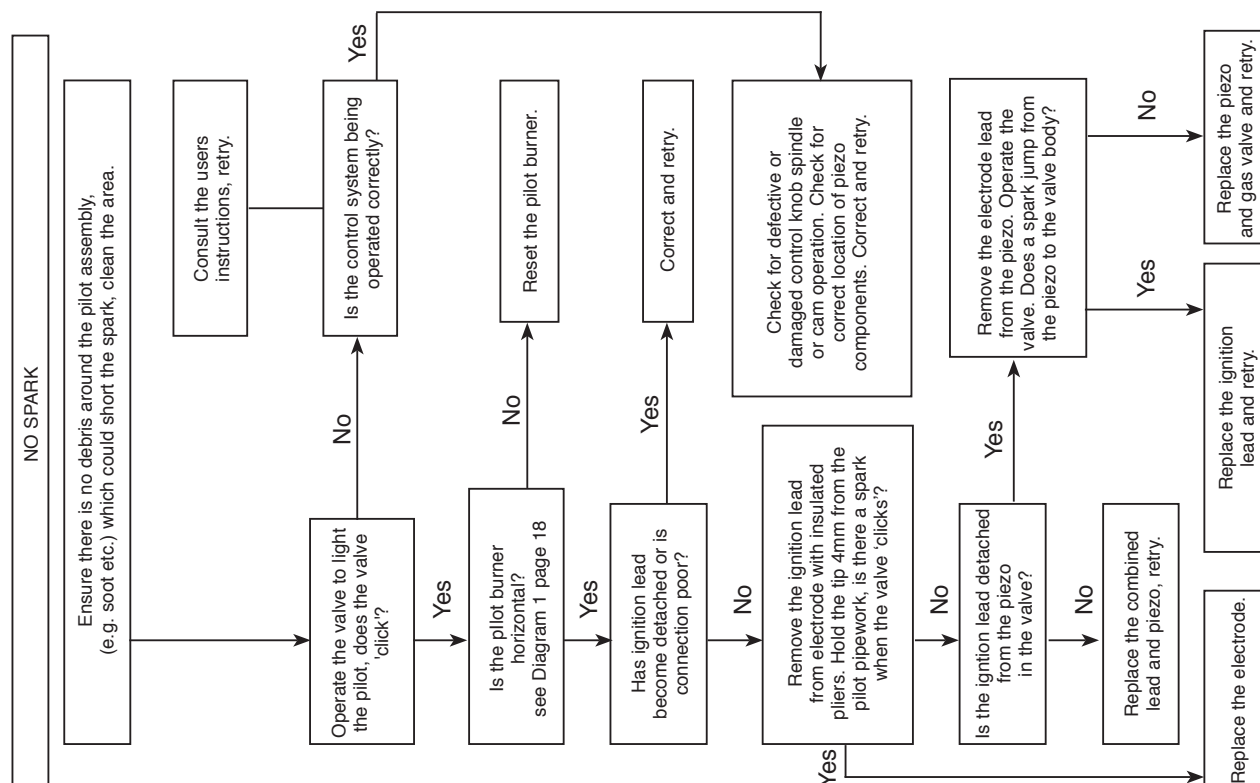 NO SPARK
Ensure there is no debris around the pilot assembly,
(e.g. soot etc.) which could short the spark, clean the area.
Operate the valve to light
the pilot, does the valve
'click'?
No
Is the control system being
operated correctly?
Consult the users
instructions, retry.
Yes
Check for defective or
damaged control knob spindle
or cam operation. Check for
correct location of piezo
components. Correct and retry.
Yes
Is the pilot burner
horizontal?
see Diagram 1 page 18
No
Reset the pilot burner.
Yes
Has ignition lead
become detached or is
connection poor?
Yes
Correct and retry.
No
Remove the ignition lead
from electrode with insulated
pliers. Hold the tip 4mm from the
pilot pipework, is there a spark
when the valve ‘clicks’?
Yes
Replace the electrode.
No
Is the igntion lead detached
from the piezo
in the valve?
Yes
Remove the electrode lead
from the piezo. Operate the
valve. Does a spark jump from
the piezo to the valve body?
No
Replace the combined
lead and piezo, retry.
Yes
Replace the ignition
lead and retry.
No
Replace the piezo
and gas valve and retry.